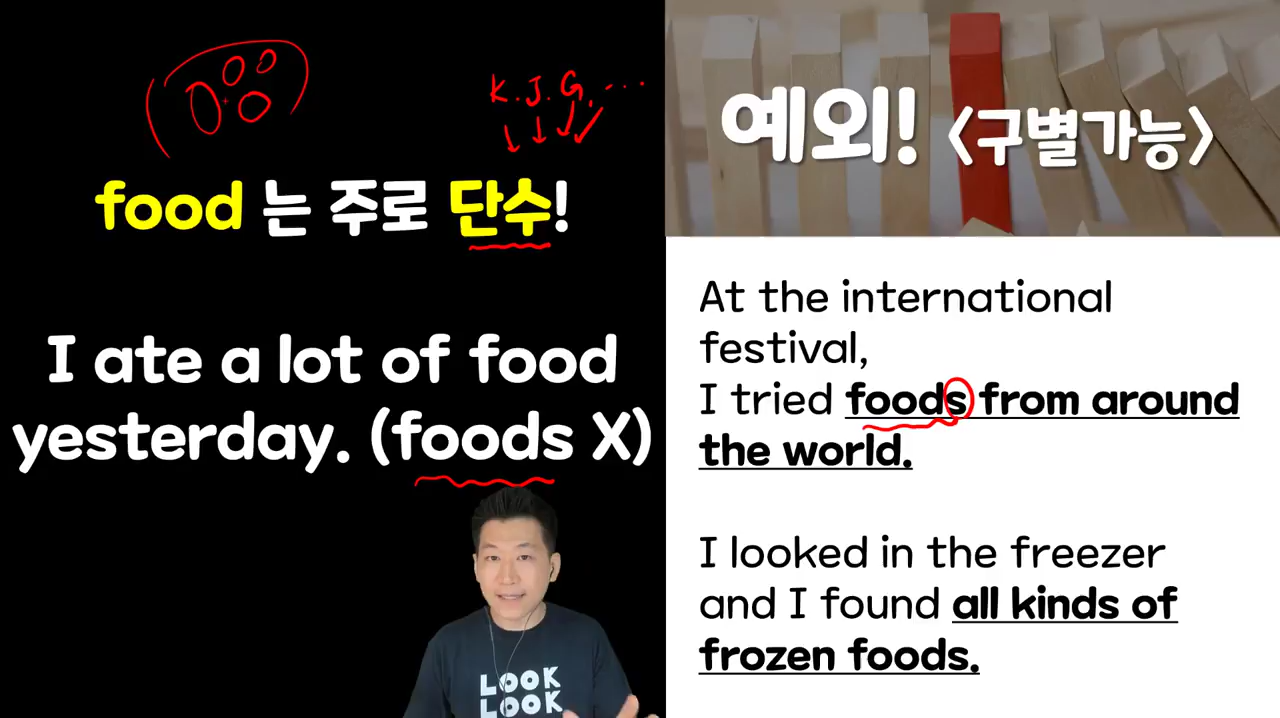 K. J. G. ...
food 는 주로 단수!
I ate a lot of food
yesterday. (foods X)
LOOK
LOOK
예외! <구별가능>
At the international
festival,
I tried foods from around
the world.
I looked in the freezer
and I found all kinds of
frozen foods.